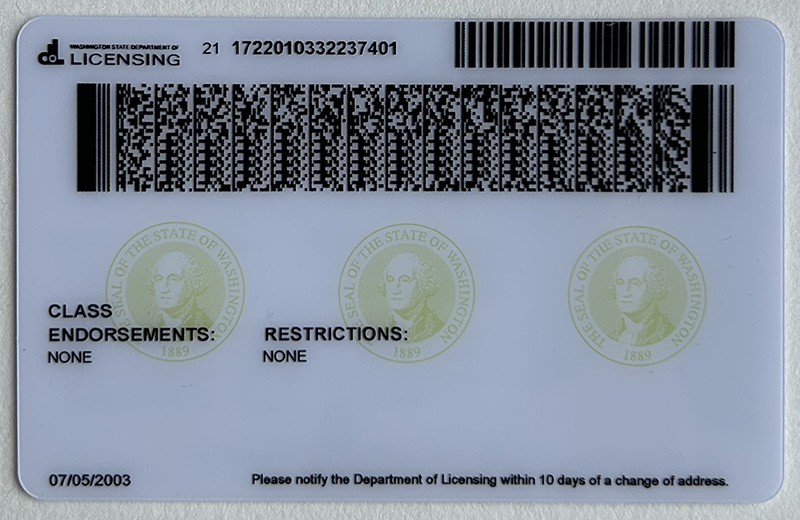 WASHINGTON STATE DEPARTMENT OF
dol LICENSING
21 1722010332237401
THE SEAL OF THE STATE OF WASHINGTON
1889
THE SEAL OF THE STATE OF WASHINGTON
1889
THE SEAL OF THE STATE OF WASHINGTON
1889
CLASS
ENDORSEMENTS:
NONE
RESTRICTIONS:
NONE
07/05/2003
Please notify the Department of Licensing within 10 days of a change of address.